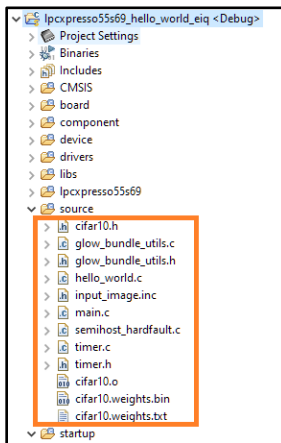 lpcxpresso55s69_hello_world_eiq <Debug>
Project Settings
Binaries
Includes
CMSIS
board
component
device
drivers
libs
lpcxpresso55s69
source
cifar10.h
glow_bundle_utils.c
glow_bundle_utils.h
hello_world.c
input_image.inc
main.c
semihost_hardfault.c
timer.c
timer.h
cifar10.o
cifar10.weights.bin
cifar10.weights.txt
startup